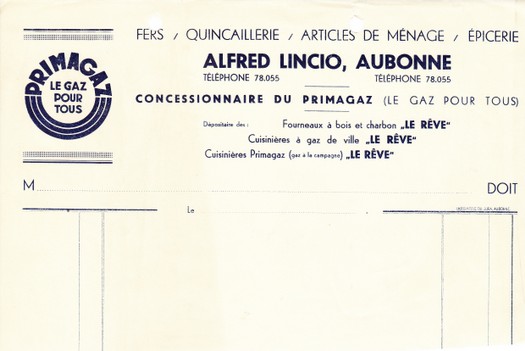 FERS / QUINCAILLERIE / ARTICLES DE MÉNAGE / ÉPICERIE
ALFRED LINCIO, AUBONNE
TÉLÉPHONE 78.055 TÉLÉPHONE 78.055
PRIMAGAZ
LE GAZ
POUR
TOUS
CONCESSIONNAIRE DU PRIMAGAZ (LE GAZ POUR TOUS)
Dépositaire des : Fourneaux à bois et charbon „LE RÊVE"
Cuisinières à gaz de ville „LE RÊVE"
Cuisinières Primagaz (gaz à la campagne) „LE RÊVE"
M DOIT
Le